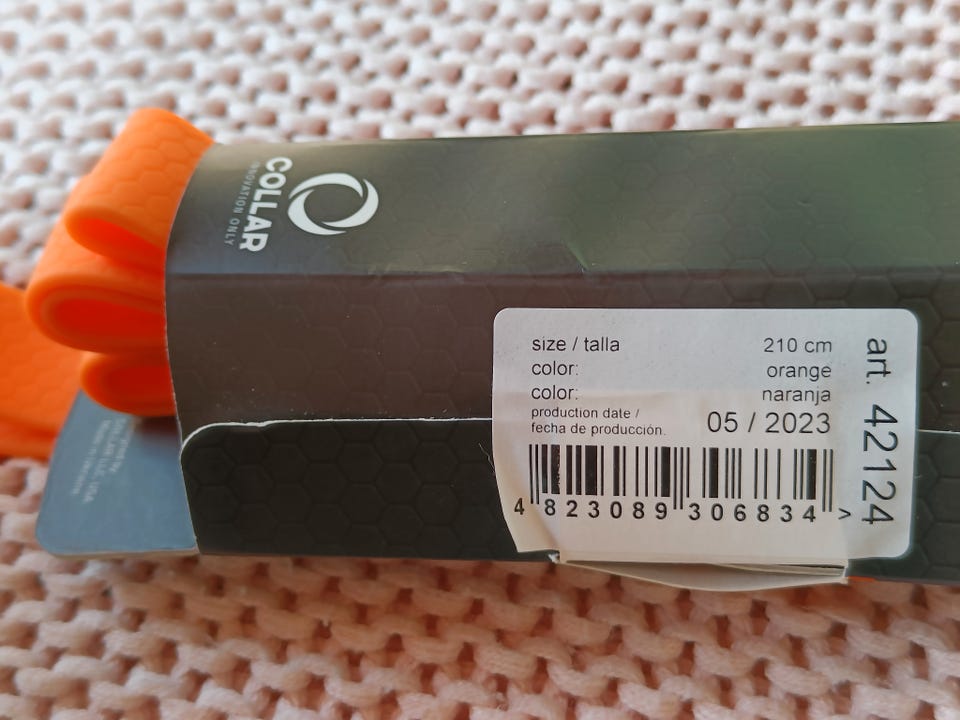 COLLAR
INNOVATION ONLY
size / talla 210 cm
color: orange
color: naranja
production date /
fecha de producción. 05 / 2023
4 823089 306834 >
art. 42124